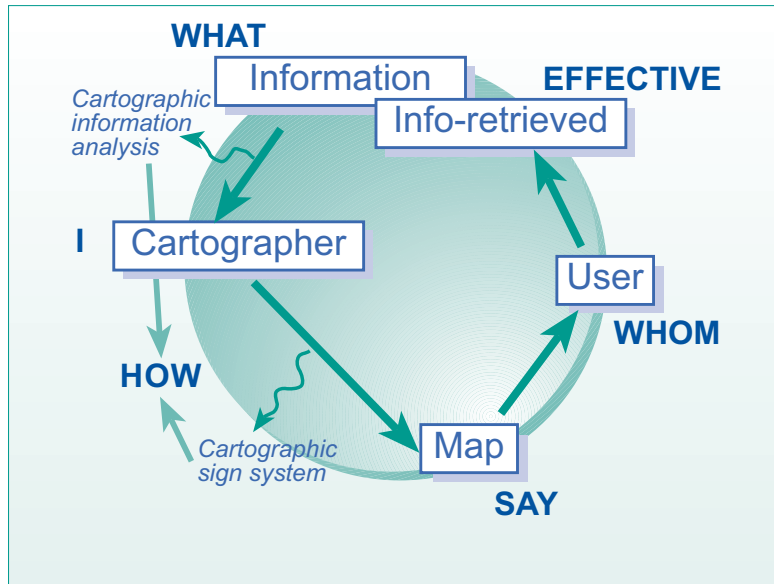 WHAT
Information
EFFECTIVE
Info-retrieved
Cartographic
information
analysis
I
Cartographer
User
WHOM
HOW
Cartographic
sign system
Map
SAY